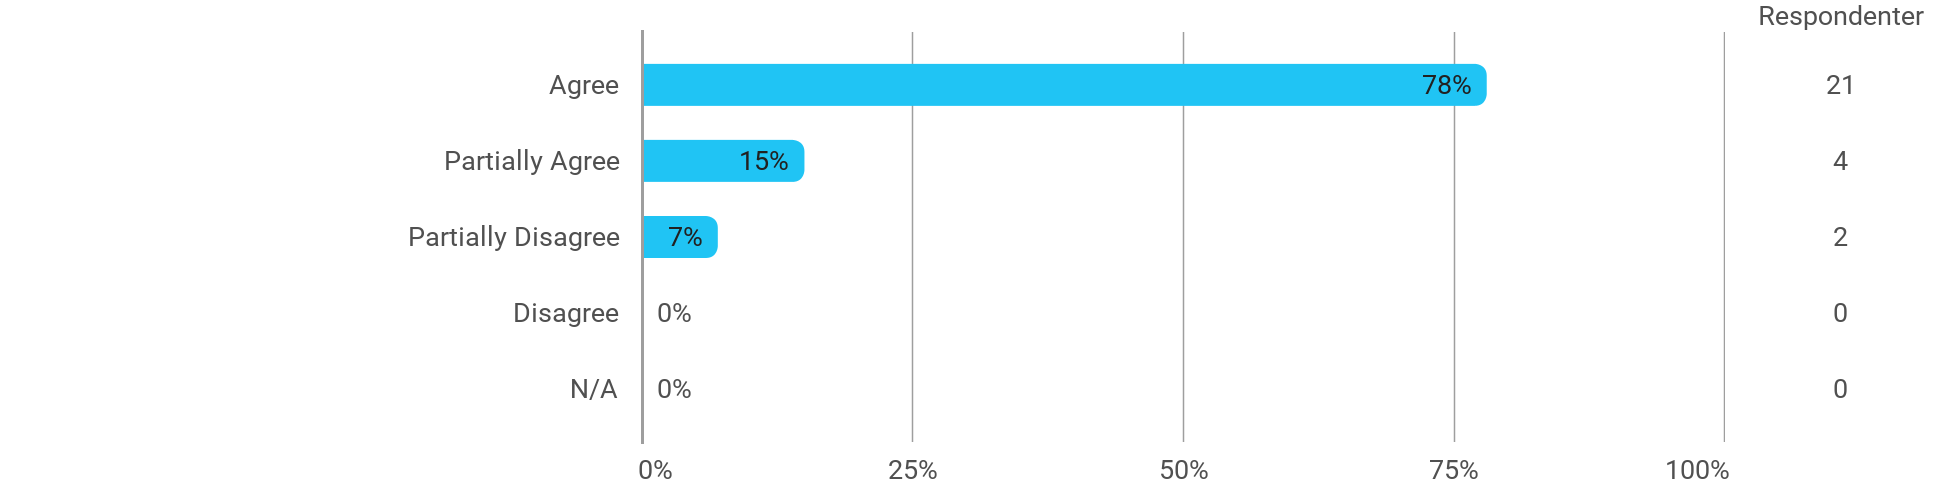 Respondenter
Agree 78% 21
Partially Agree 15% 4
Partially Disagree 7% 2
Disagree 0% 0
N/A 0% 0
0% 25% 50% 75% 100%